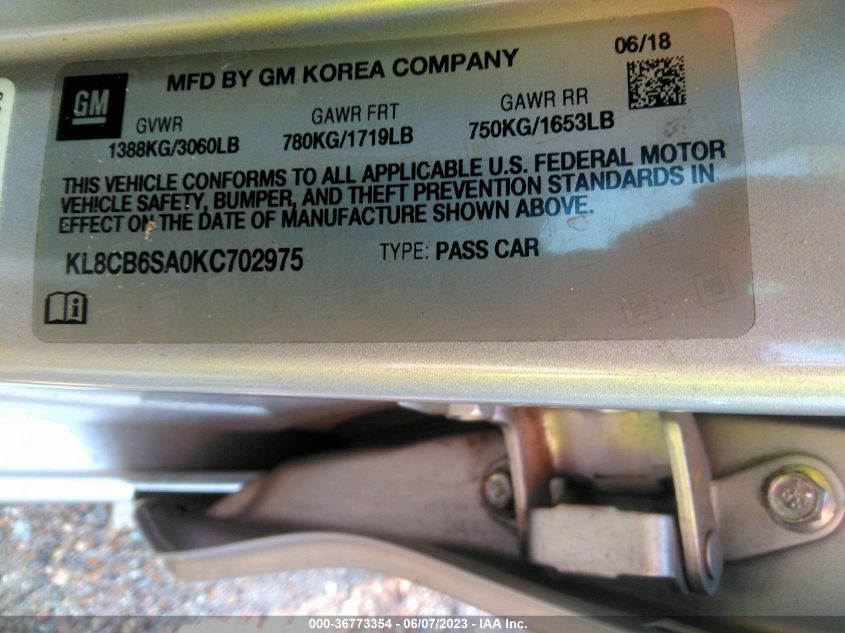 GM
MFD BY GM KOREA COMPANY
06/18
GVWR
1388KG/3060LB
GAWR FRT
780KG/1719LB
GAWR RR
750KG/1653LB
THIS VEHICLE CONFORMS TO ALL APPLICABLE U.S. FEDERAL MOTOR
VEHICLE SAFETY, BUMPER, AND THEFT PREVENTION STANDARDS IN
EFFECT ON THE DATE OF MANUFACTURE SHOWN ABOVE.
KL8CB6SA0KC702975
TYPE: PASS CAR
000-36773354 - 06/07/2023 - IAA Inc.